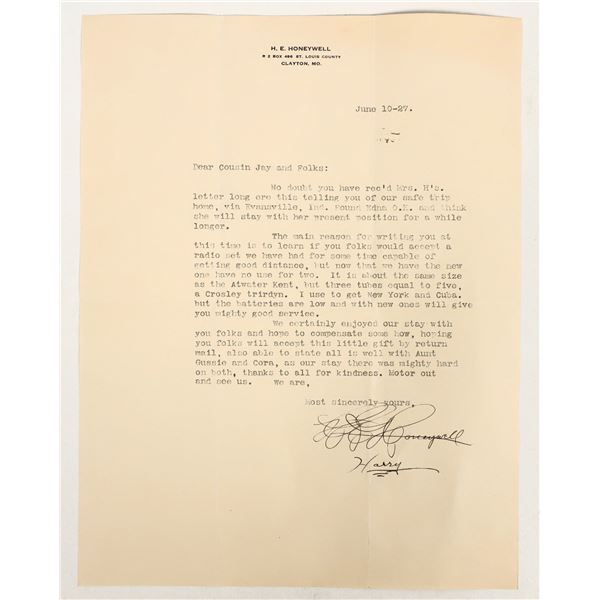 H. E. HONEYWELL
R 2 BOX 496 ST. LOUIS COUNTY
CLAYTON, MO.
June 10-27.
Dear Cousin Jay and Folks:
No doubt you have rec'd Mrs. H's.
letter long ere this telling you of our safe trip
home, via Evansville, Ind. Found Edna O.K. and think
she will stay with her present position for a while
longer.
The main reason for writing you at
this time is to learn if you folks would accept a
radio set we have had for some time capable of
getting good distance, but now that we have the new
one have no use for two. It is about the same size
as the Atwater Kent, but three tubes equal to five,
a Crosley trirdyn. I use to get New York and Cuba.
but the batteries are low and with new ones will give
you mighty good service.
We certainly enjoyed our stay with
you folks and hope to compensate some how, hoping
you folks will accept this little gift by return
mail, also able to state all is well with Aunt
Gussie and Cora, as our stay there was mighty hard
on both, thanks to all for kindness. Motor out
and see us. We are,
Most sincerely yours,
H E Honeywell
Harry